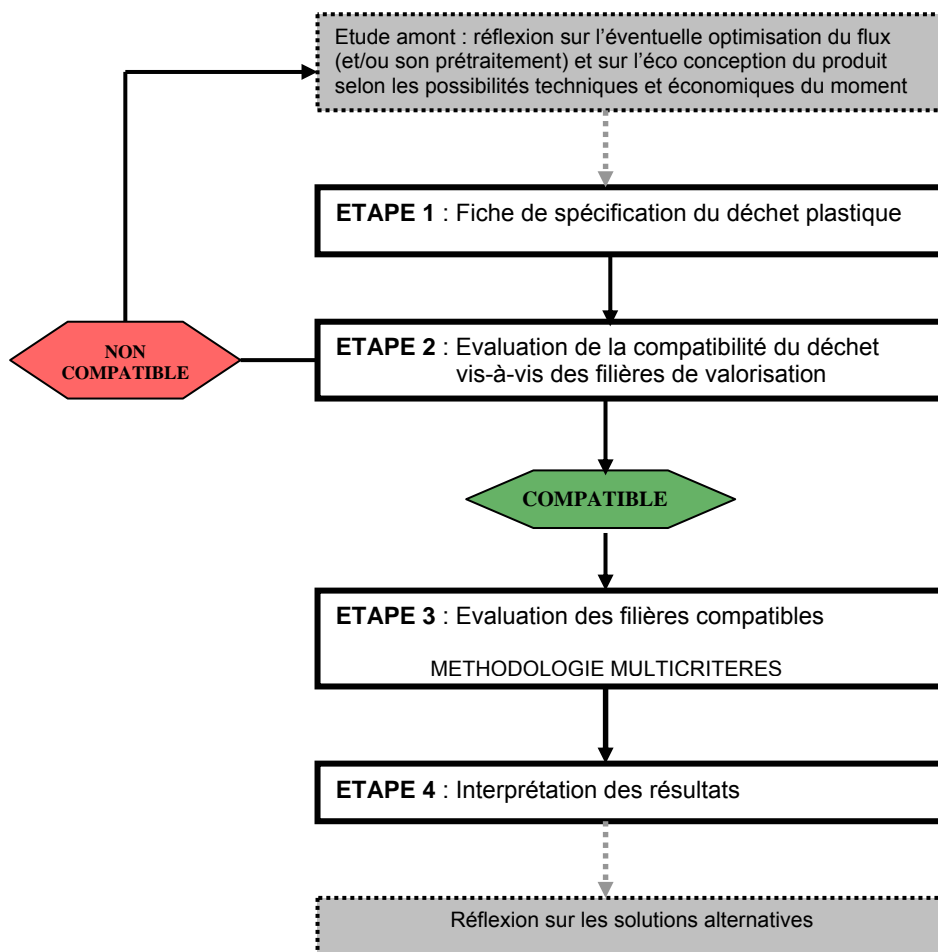 Etude amont : réflexion sur l’éventuelle optimisation du flux
(et/ou son prétraitement) et sur l’éco conception du produit
selon les possibilités techniques et économiques du moment
ETAPE 1 : Fiche de spécification du déchet plastique
NON
COMPATIBLE
ETAPE 2 : Evaluation de la compatibilité du déchet
vis-à-vis des filières de valorisation
COMPATIBLE
ETAPE 3 : Evaluation des filières compatibles
METHODOLOGIE MULTICRITERES
ETAPE 4 : Interprétation des résultats
Réflexion sur les solutions alternatives